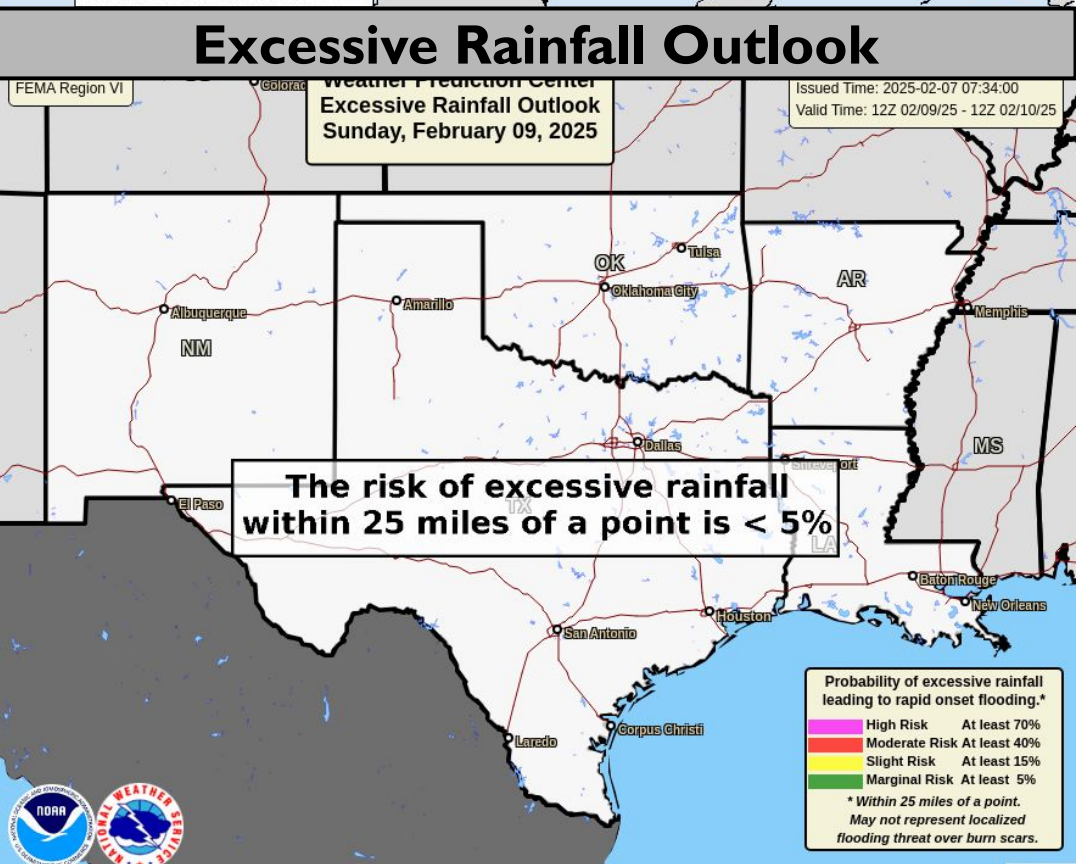 Excessive Rainfall Outlook
FEMA Region VI
Weather Prediction Center
Excessive Rainfall Outlook
Sunday, February 09, 2025
Issued Time: 2025-02-07 07:34:00
Valid Time: 12Z 02/09/25 - 12Z 02/10/25
Colorad
Tulsa
OK
Oklahoma City
AR
Amarillo
Albuquerque
Memphis
NM
Dallas
MS
Shreveport
The risk of excessive rainfall
within 25 miles of a point is < 5%
TX
El Paso
LA
Baton Rouge
New Orleans
Houston
San Antonio
Corpus Christi
Laredo
Probability of excessive rainfall
leading to rapid onset flooding.*
High Risk At least 70%
Moderate Risk At least 40%
Slight Risk At least 15%
Marginal Risk At least 5%
* Within 25 miles of a point.
May not represent localized
flooding threat over burn scars.
NOAA
NATIONAL WEATHER SERVICE